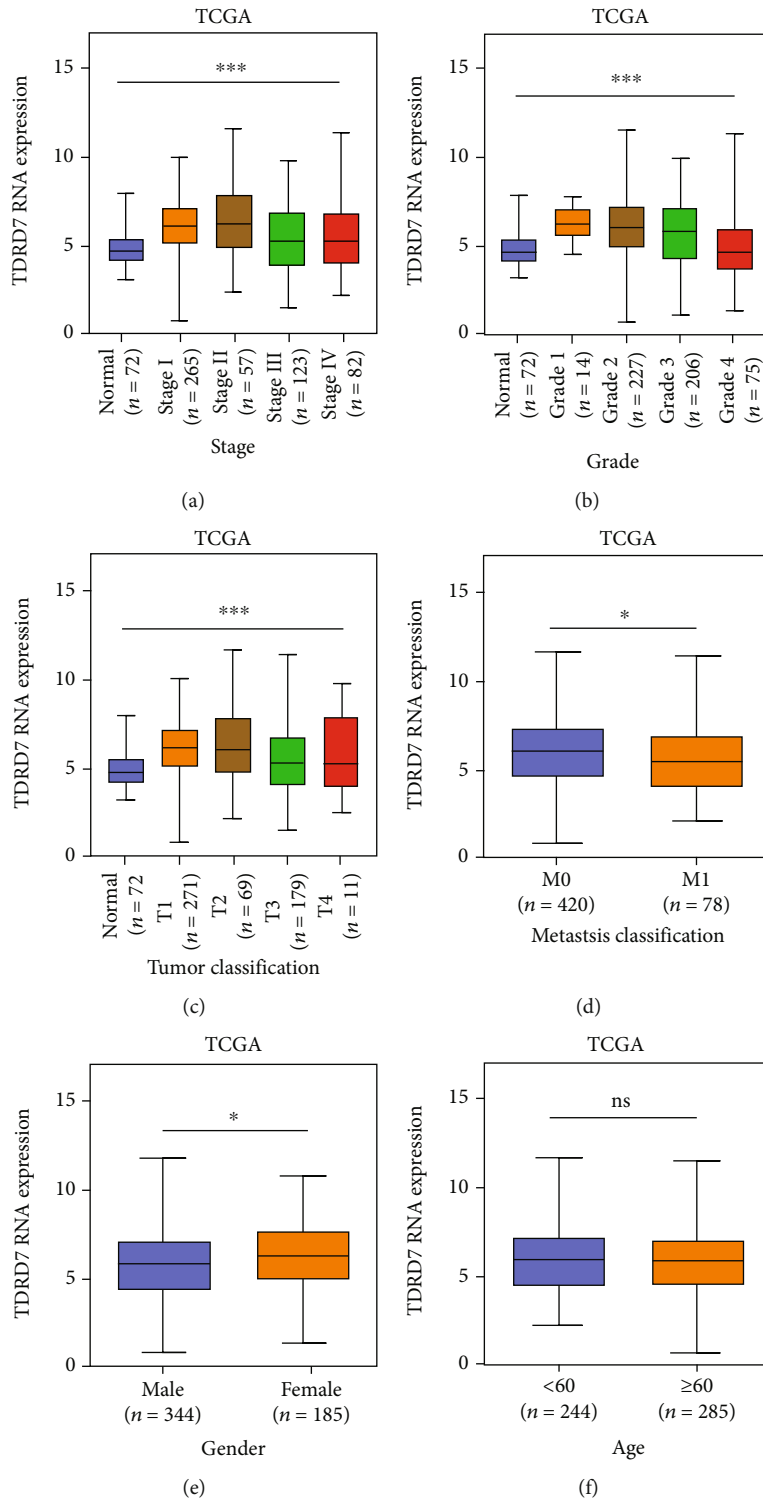 TCGA
TDRD7 RNA expression
15
10
5
0
***
Normal (n = 72)
Stage I (n = 265)
Stage II (n = 57)
Stage III (n = 123)
Stage IV (n = 82)
Stage
(a)
TCGA
TDRD7 RNA expression
15
10
5
0
***
Normal (n = 72)
Grade 1 (n = 14)
Grade 2 (n = 227)
Grade 3 (n = 206)
Grade 4 (n = 75)
Grade
(b)
TCGA
TDRD7 RNA expression
15
10
5
0
***
Normal (n = 72
T1 (n = 271)
T2 (n = 69)
T3 (n = 179)
T4 (n = 11)
Tumor classification
(c)
TCGA
TDRD7 RNA expression
15
10
5
0
*
M0 (n = 420)
M1 (n = 78)
Metastsis classification
(d)
TCGA
TDRD7 RNA expression
15
10
5
0
*
Male (n = 344)
Female (n = 185)
Gender
(e)
TCGA
TDRD7 RNA expression
15
10
5
0
ns
<60 (n = 244)
≥60 (n = 285)
Age
(f)